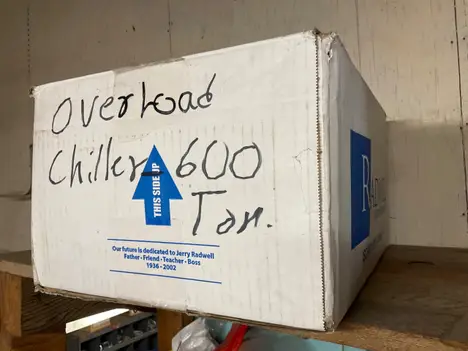 Overload
Chiller 600
Ton.
THIS SIDE UP
Our future is dedicated to Jerry Radwell
Father - Friend - Teacher - Boss
1936 - 2002